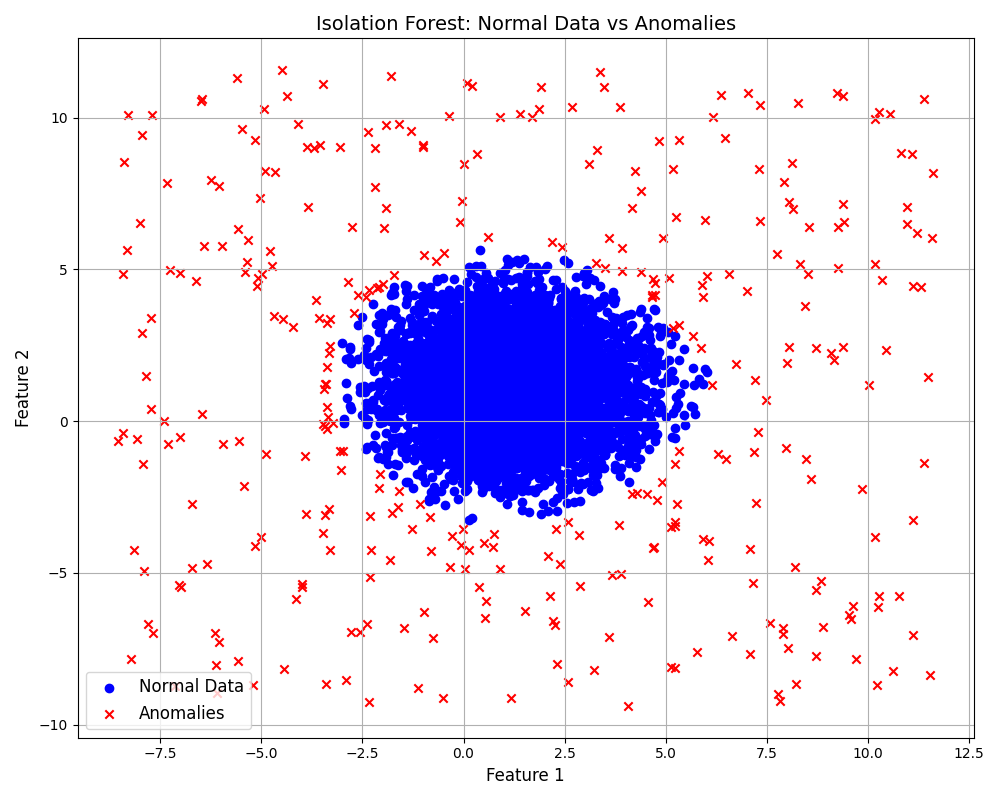 Isolation Forest: Normal Data vs Anomalies
Feature 2
10
5
0
−5
−10
Normal Data
Anomalies
−7.5 −5.0 −2.5 0.0 2.5 5.0 7.5 10.0 12.5
Feature 1